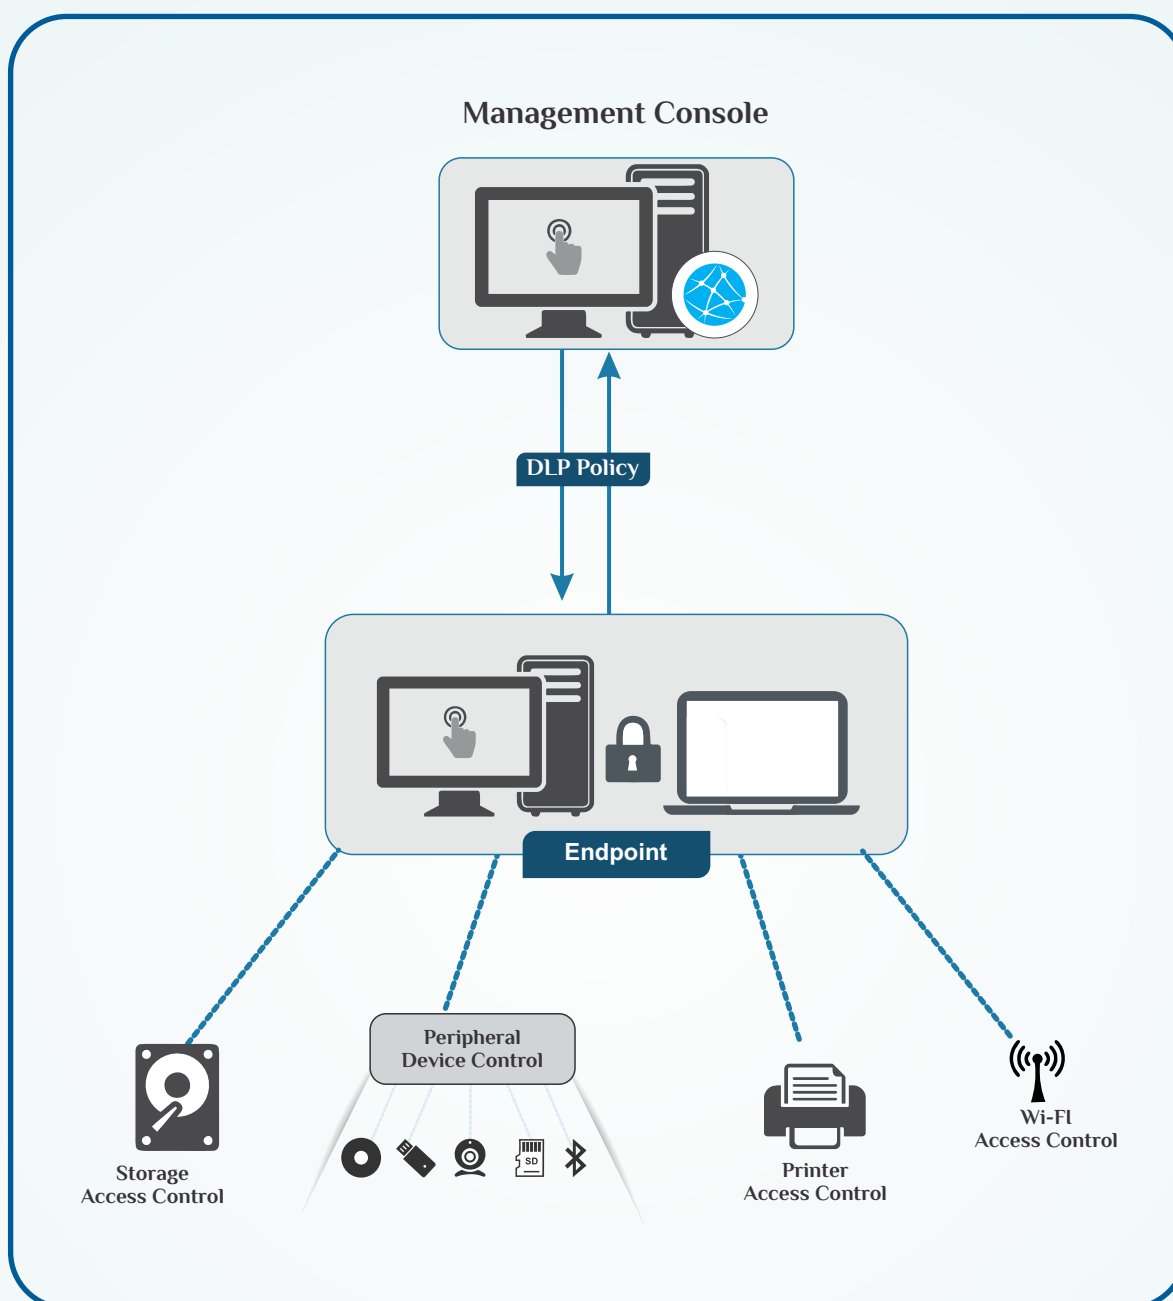 Management Console
DLP Policy
Endpoint
Peripheral
Device Control
SD
Storage
Access Control
Printer
Access Control
Wi-FI
Access Control